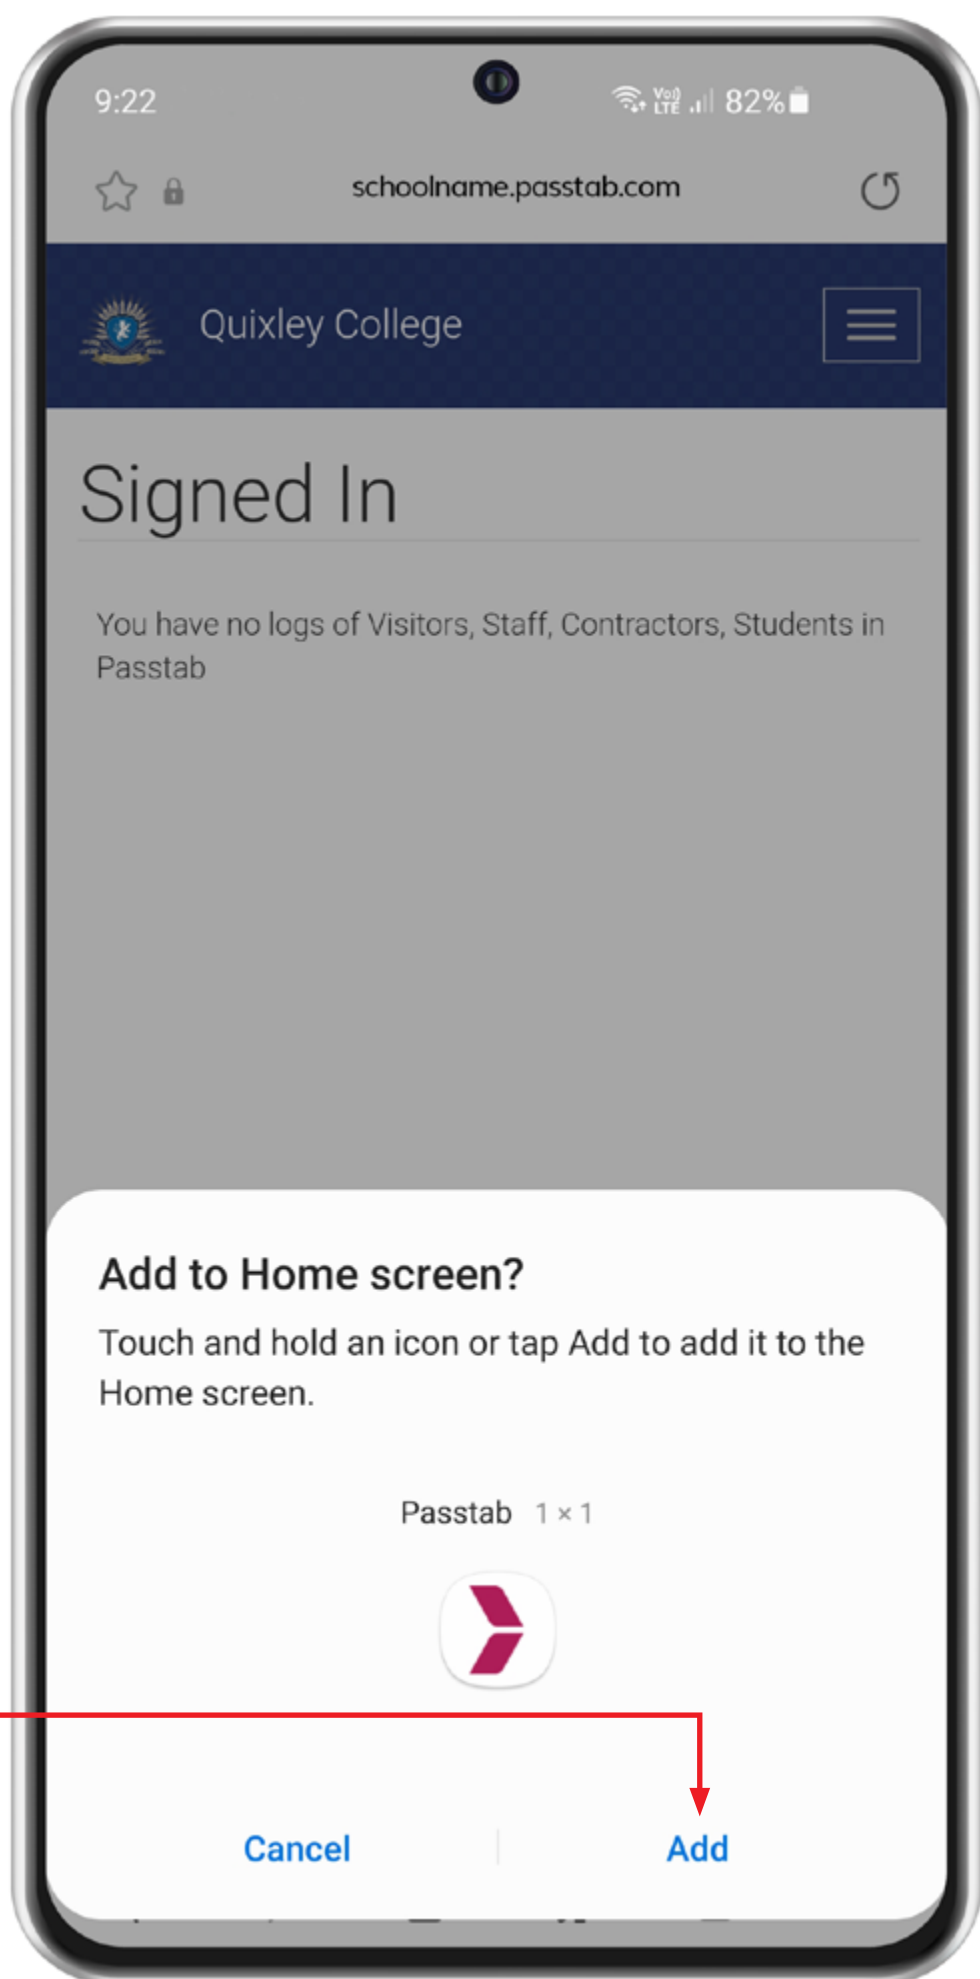 9:22 Vo) LTE 82%
schoolname.passtab.com
Quixley College
Signed In
You have no logs of Visitors, Staff, Contractors, Students in
Passtab
Add to Home screen?
Touch and hold an icon or tap Add to add it to the
Home screen.
Passtab 1 × 1
Cancel Add